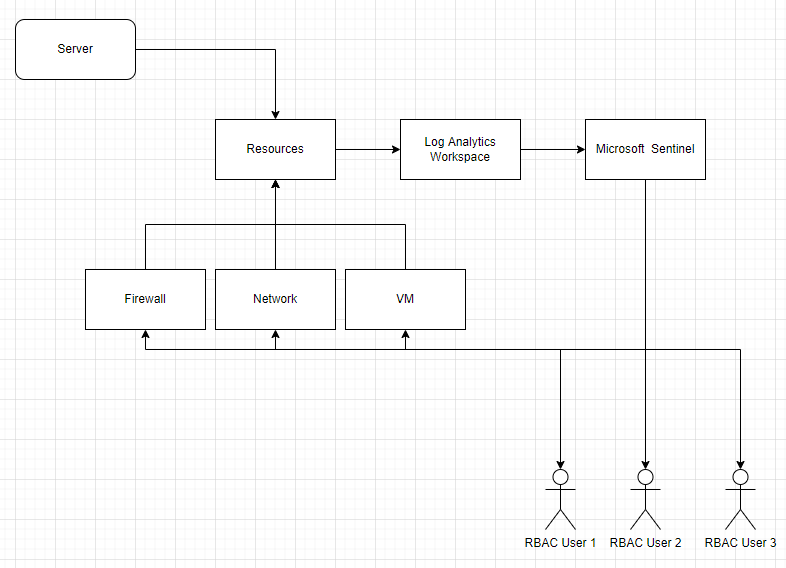 Server
Resources
Log Analytics
Workspace
Microsoft  Sentinel
Firewall
Network
VM
RBAC User 1
RBAC User 2
RBAC User 3